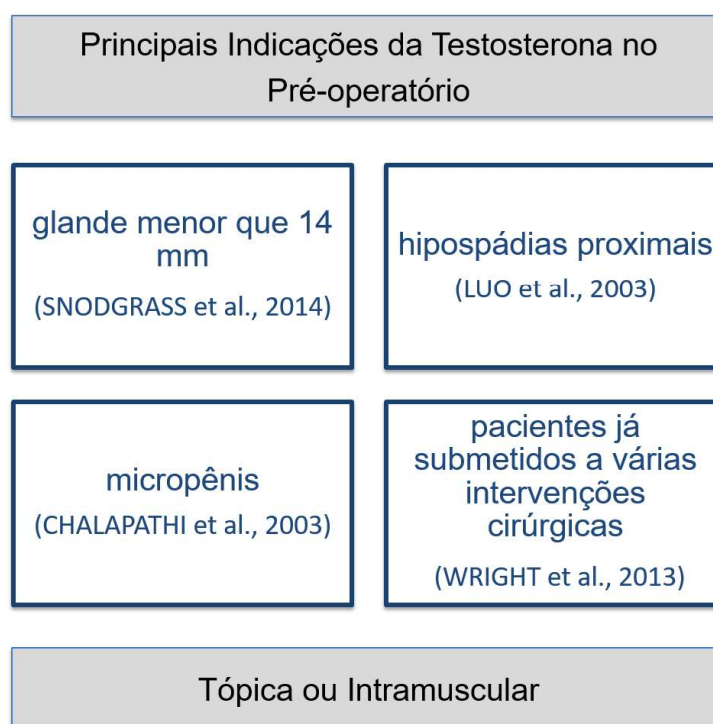 Principais Indicações da Testosterona no
Pré-operatório
glande menor que 14
mm
(SNODGRASS et al., 2014)
hipospádias proximais
(LUO et al., 2003)
micropênis
(CHALAPATHI et al., 2003)
pacientes já
submetidos a várias
intervenções
cirúrgicas
(WRIGHT et al., 2013)
Tópica ou Intramuscular